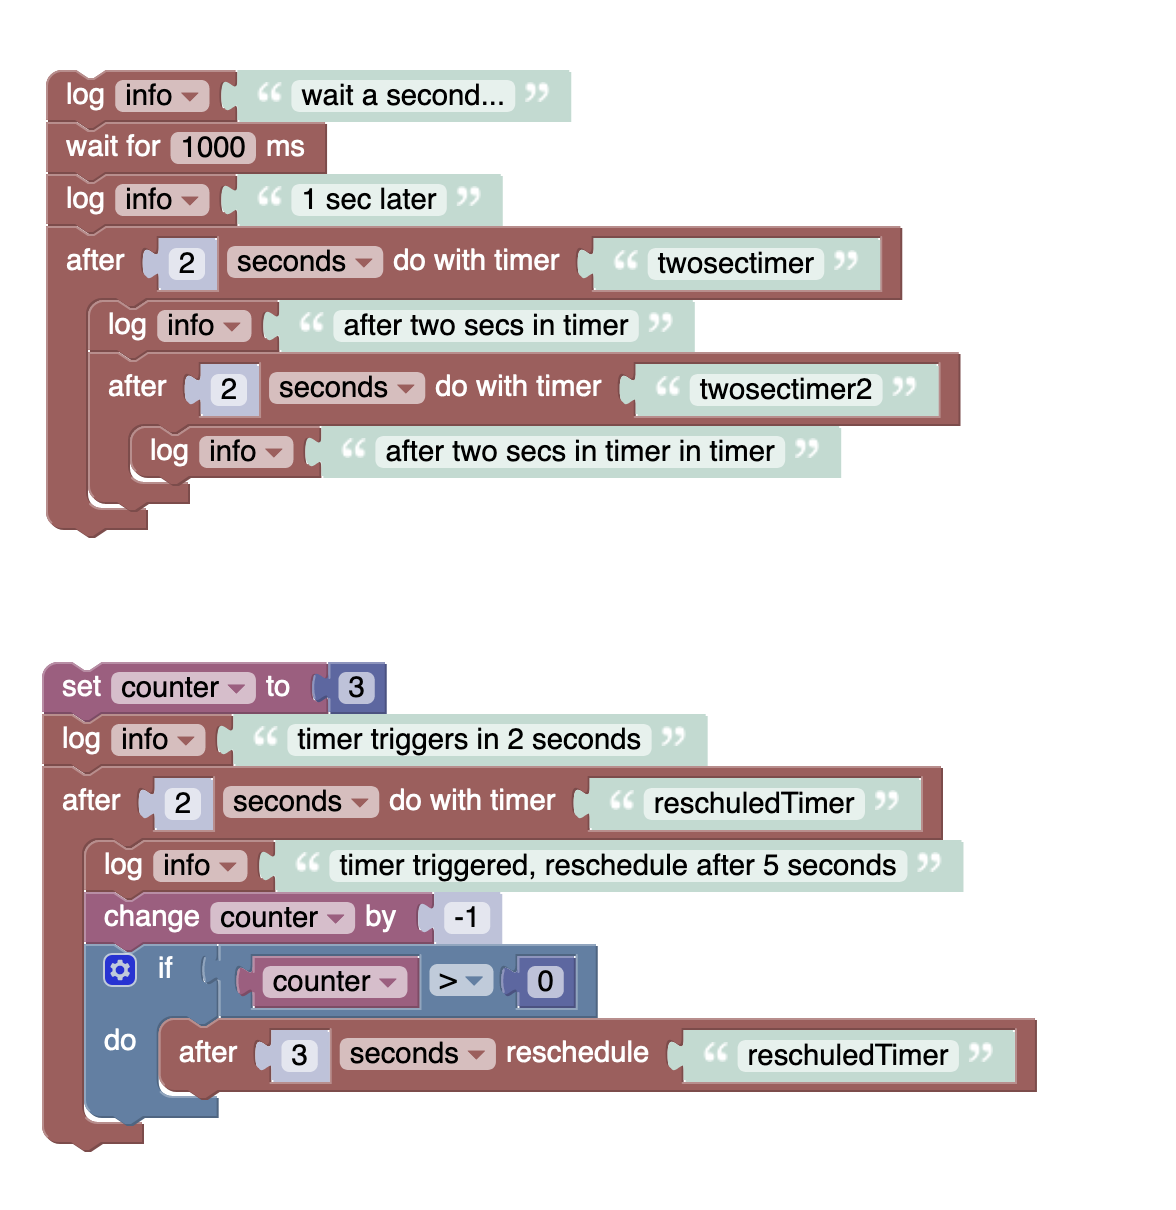 log info “ wait a second... ”
wait for 1000 ms
log info “ 1 sec later ”
after 2 seconds do with timer “ twosectimer ”
log info “ after two secs in timer ”
after 2 seconds do with timer “ twosectimer2 ”
log info “ after two secs in timer in timer ”
set counter to 3
log info “ timer triggers in 2 seconds ”
after 2 seconds do with timer “ reschuledTimer ”
log info “ timer triggered, reschedule after 5 seconds ”
change counter by -1
if counter > 0
do after 3 seconds reschedule “ reschuledTimer ”